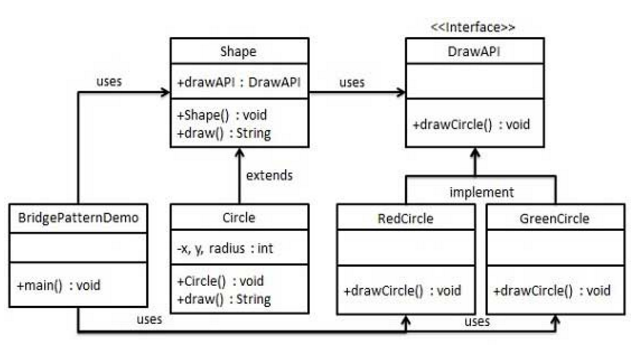 <<Interface>>
Shape
DrawAPI
+drawAPI : DrawAPI
uses
uses
+Shape() : void
+draw() : String
+drawCircle() : void
extends
implement
BridgePatternDemo
Circle
RedCircle
GreenCircle
-x, y, radius : int
+main() : void
+Circle() : void
+draw() : String
+drawCircle() : void
+drawCircle() : void
uses
uses